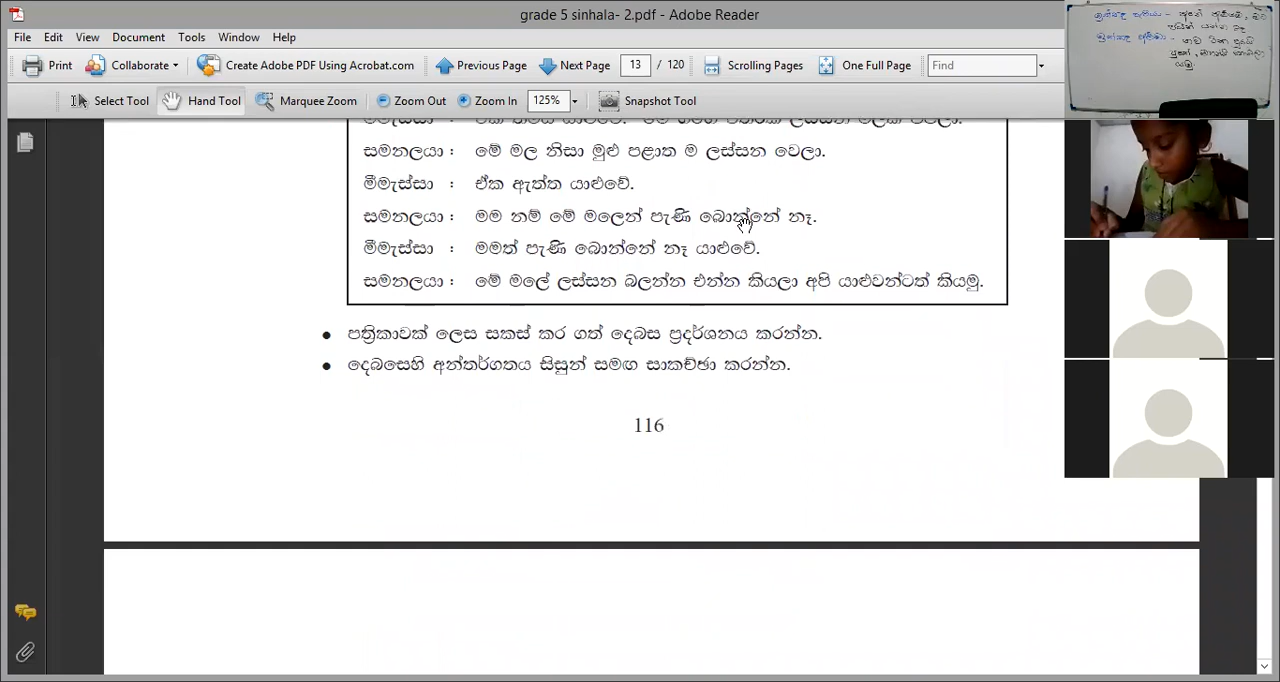 grade 5 sinhala- 2.pdf - Adobe Reader
File Edit View Document Tools Window Help
Print Collaborate Create Adobe PDF Using Acrobat.com Previous Page Next Page 13 / 120 Scrolling Pages One Full Page Find
Select Tool Hand Tool Marquee Zoom Zoom Out Zoom In 125% Snapshot Tool
සමනලයා : මේ මල නිසා මුළු පළාත ම ලස්සන වෙලා.
මීමැස්සා : ඒක ඇත්ත යාළුවේ.
සමනලයා : මම නම් මේ මලෙන් පැණි බොන්නේ නෑ.
මීමැස්සා : මමත් පැණි බොන්නේ නෑ යාළුවේ.
සමනලයා : මේ මලේ ලස්සන බලන්න එන්න කියලා අපි යාළුවන්ටත් කියමු.
• පත්‍රිකාවක් ලෙස සකස් කර ගත් දෙබස ප්‍රදර්ශනය කරන්න.
• දෙබසෙහි අන්තර්ගතය සිසුන් සමඟ සාකච්ඡා කරන්න.
116